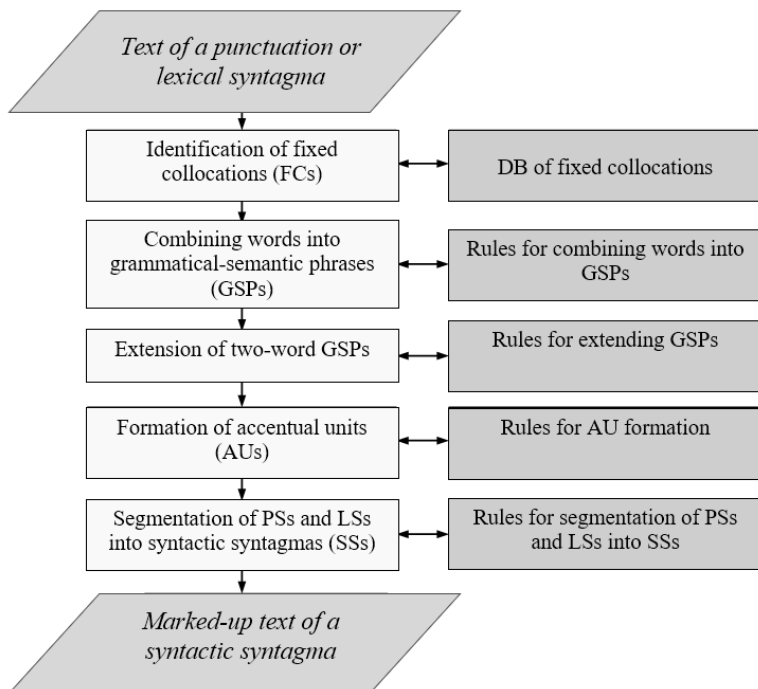 Text of a punctuation or
lexical syntagma
Identification of fixed
collocations (FCs)
DB of fixed collocations
Combining words into
grammatical-semantic phrases
(GSPs)
Rules for combining words into
GSPs
Extension of two-word GSPs
Rules for extending GSPs
Formation of accentual units
(AUs)
Rules for AU formation
Segmentation of PSs and LSs
into syntactic syntagmas (SSs)
Rules for segmentation of PSs
and LSs into SSs
Marked-up text of a
syntactic syntagma